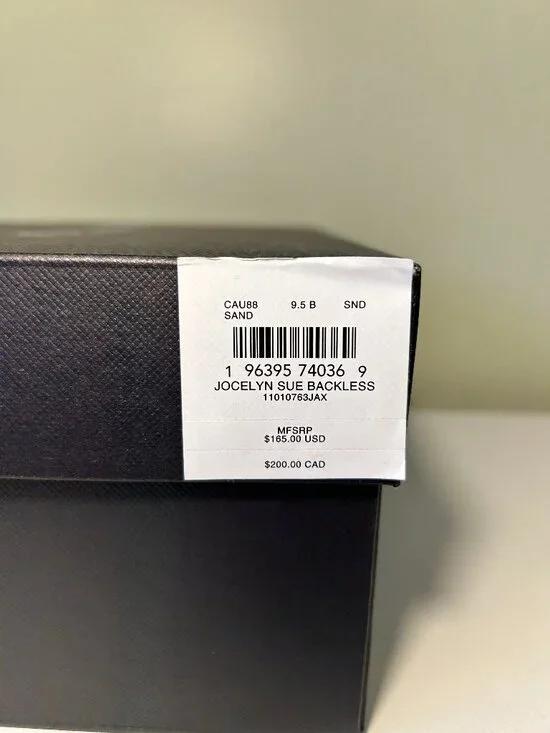 CAU88 9.5 B SND
SAND
1 96395 74036 9
JOCELYN SUE BACKLESS
11010763JAX
MFSRP
$165.00 USD
$200.00 CAD